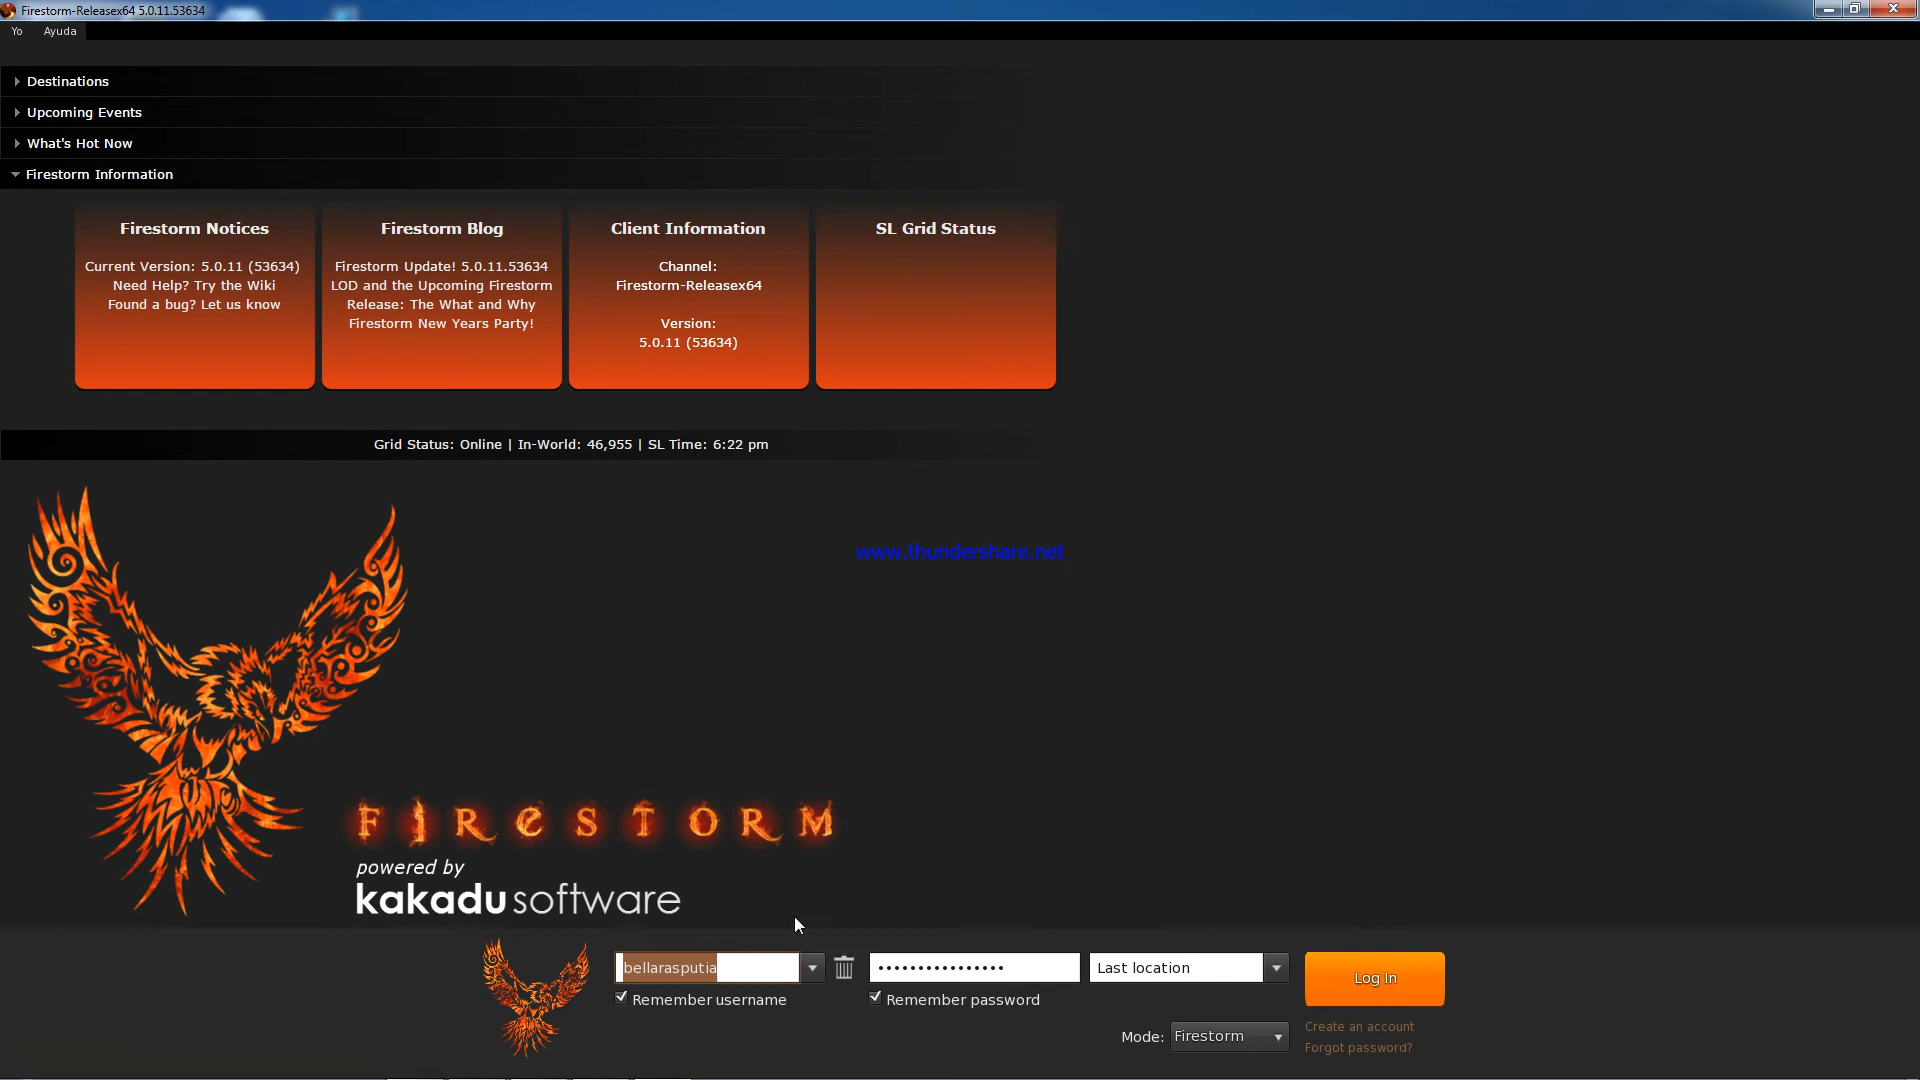 Firestorm-Releasex64 5.0.11.53634
Yo Ayuda
Destinations
Upcoming Events
What's Hot Now
Firestorm Information
Firestorm Notices
Current Version: 5.0.11 (53634)
Need Help? Try the Wiki
Found a bug? Let us know
Firestorm Blog
Firestorm Update! 5.0.11.53634
LOD and the Upcoming Firestorm
Release: The What and Why
Firestorm New Years Party!
Client Information
Channel:
Firestorm-Releasex64
Version:
5.0.11 (53634)
SL Grid Status
Grid Status: Online | In-World: 46,955 | SL Time: 6:22 pm
www.thundershare.net
FIRESTORM
powered by
kakadu software
bellarasputia
Last location
Log In
Remember username
Remember password
Mode: Firestorm
Create an account
Forgot password?